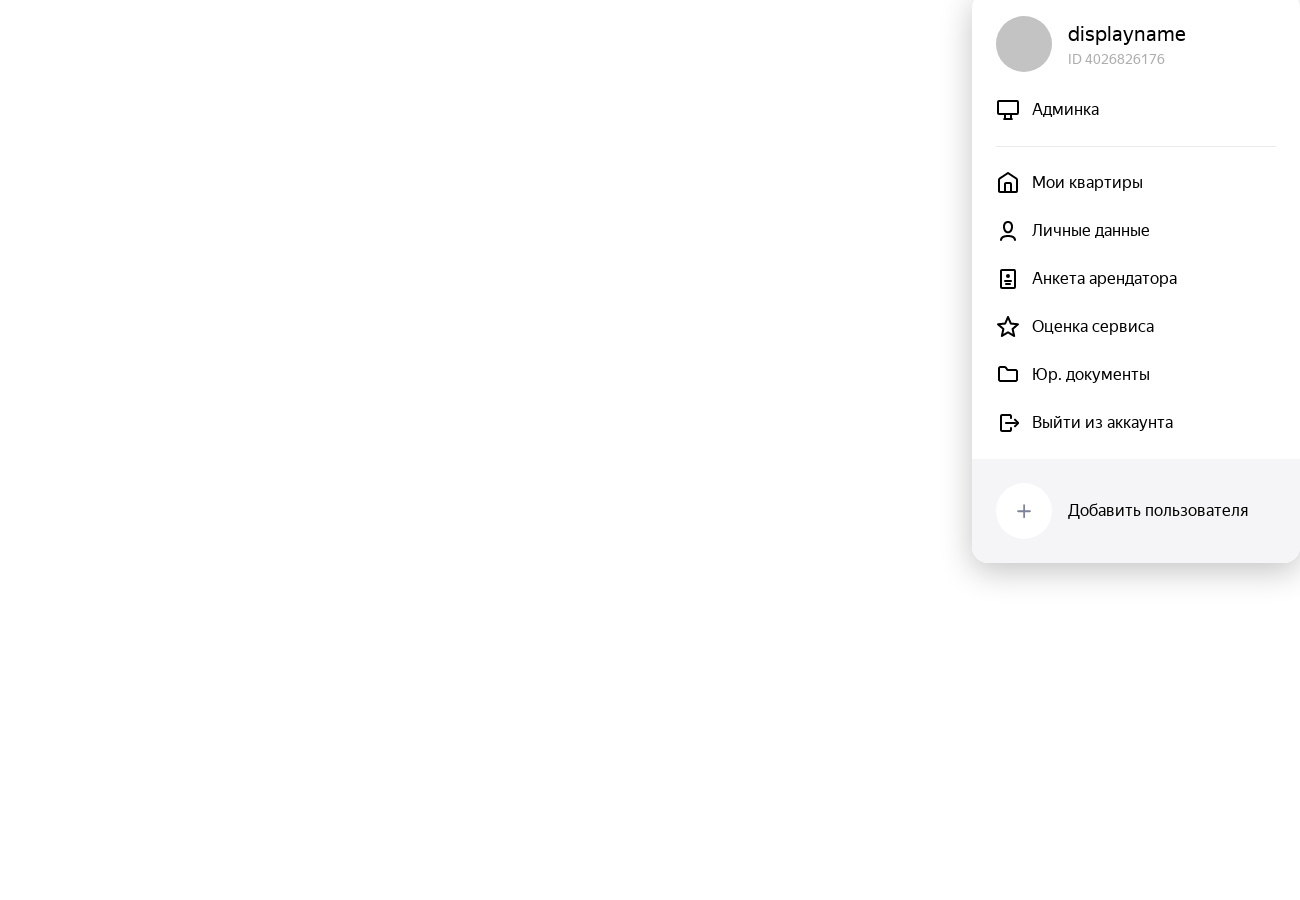 displayname
ID 4026826176
Админка
Мои квартиры
Личные данные
Анкета арендатора
Оценка сервиса
Юр. документы
Выйти из аккаунта
Добавить пользователя